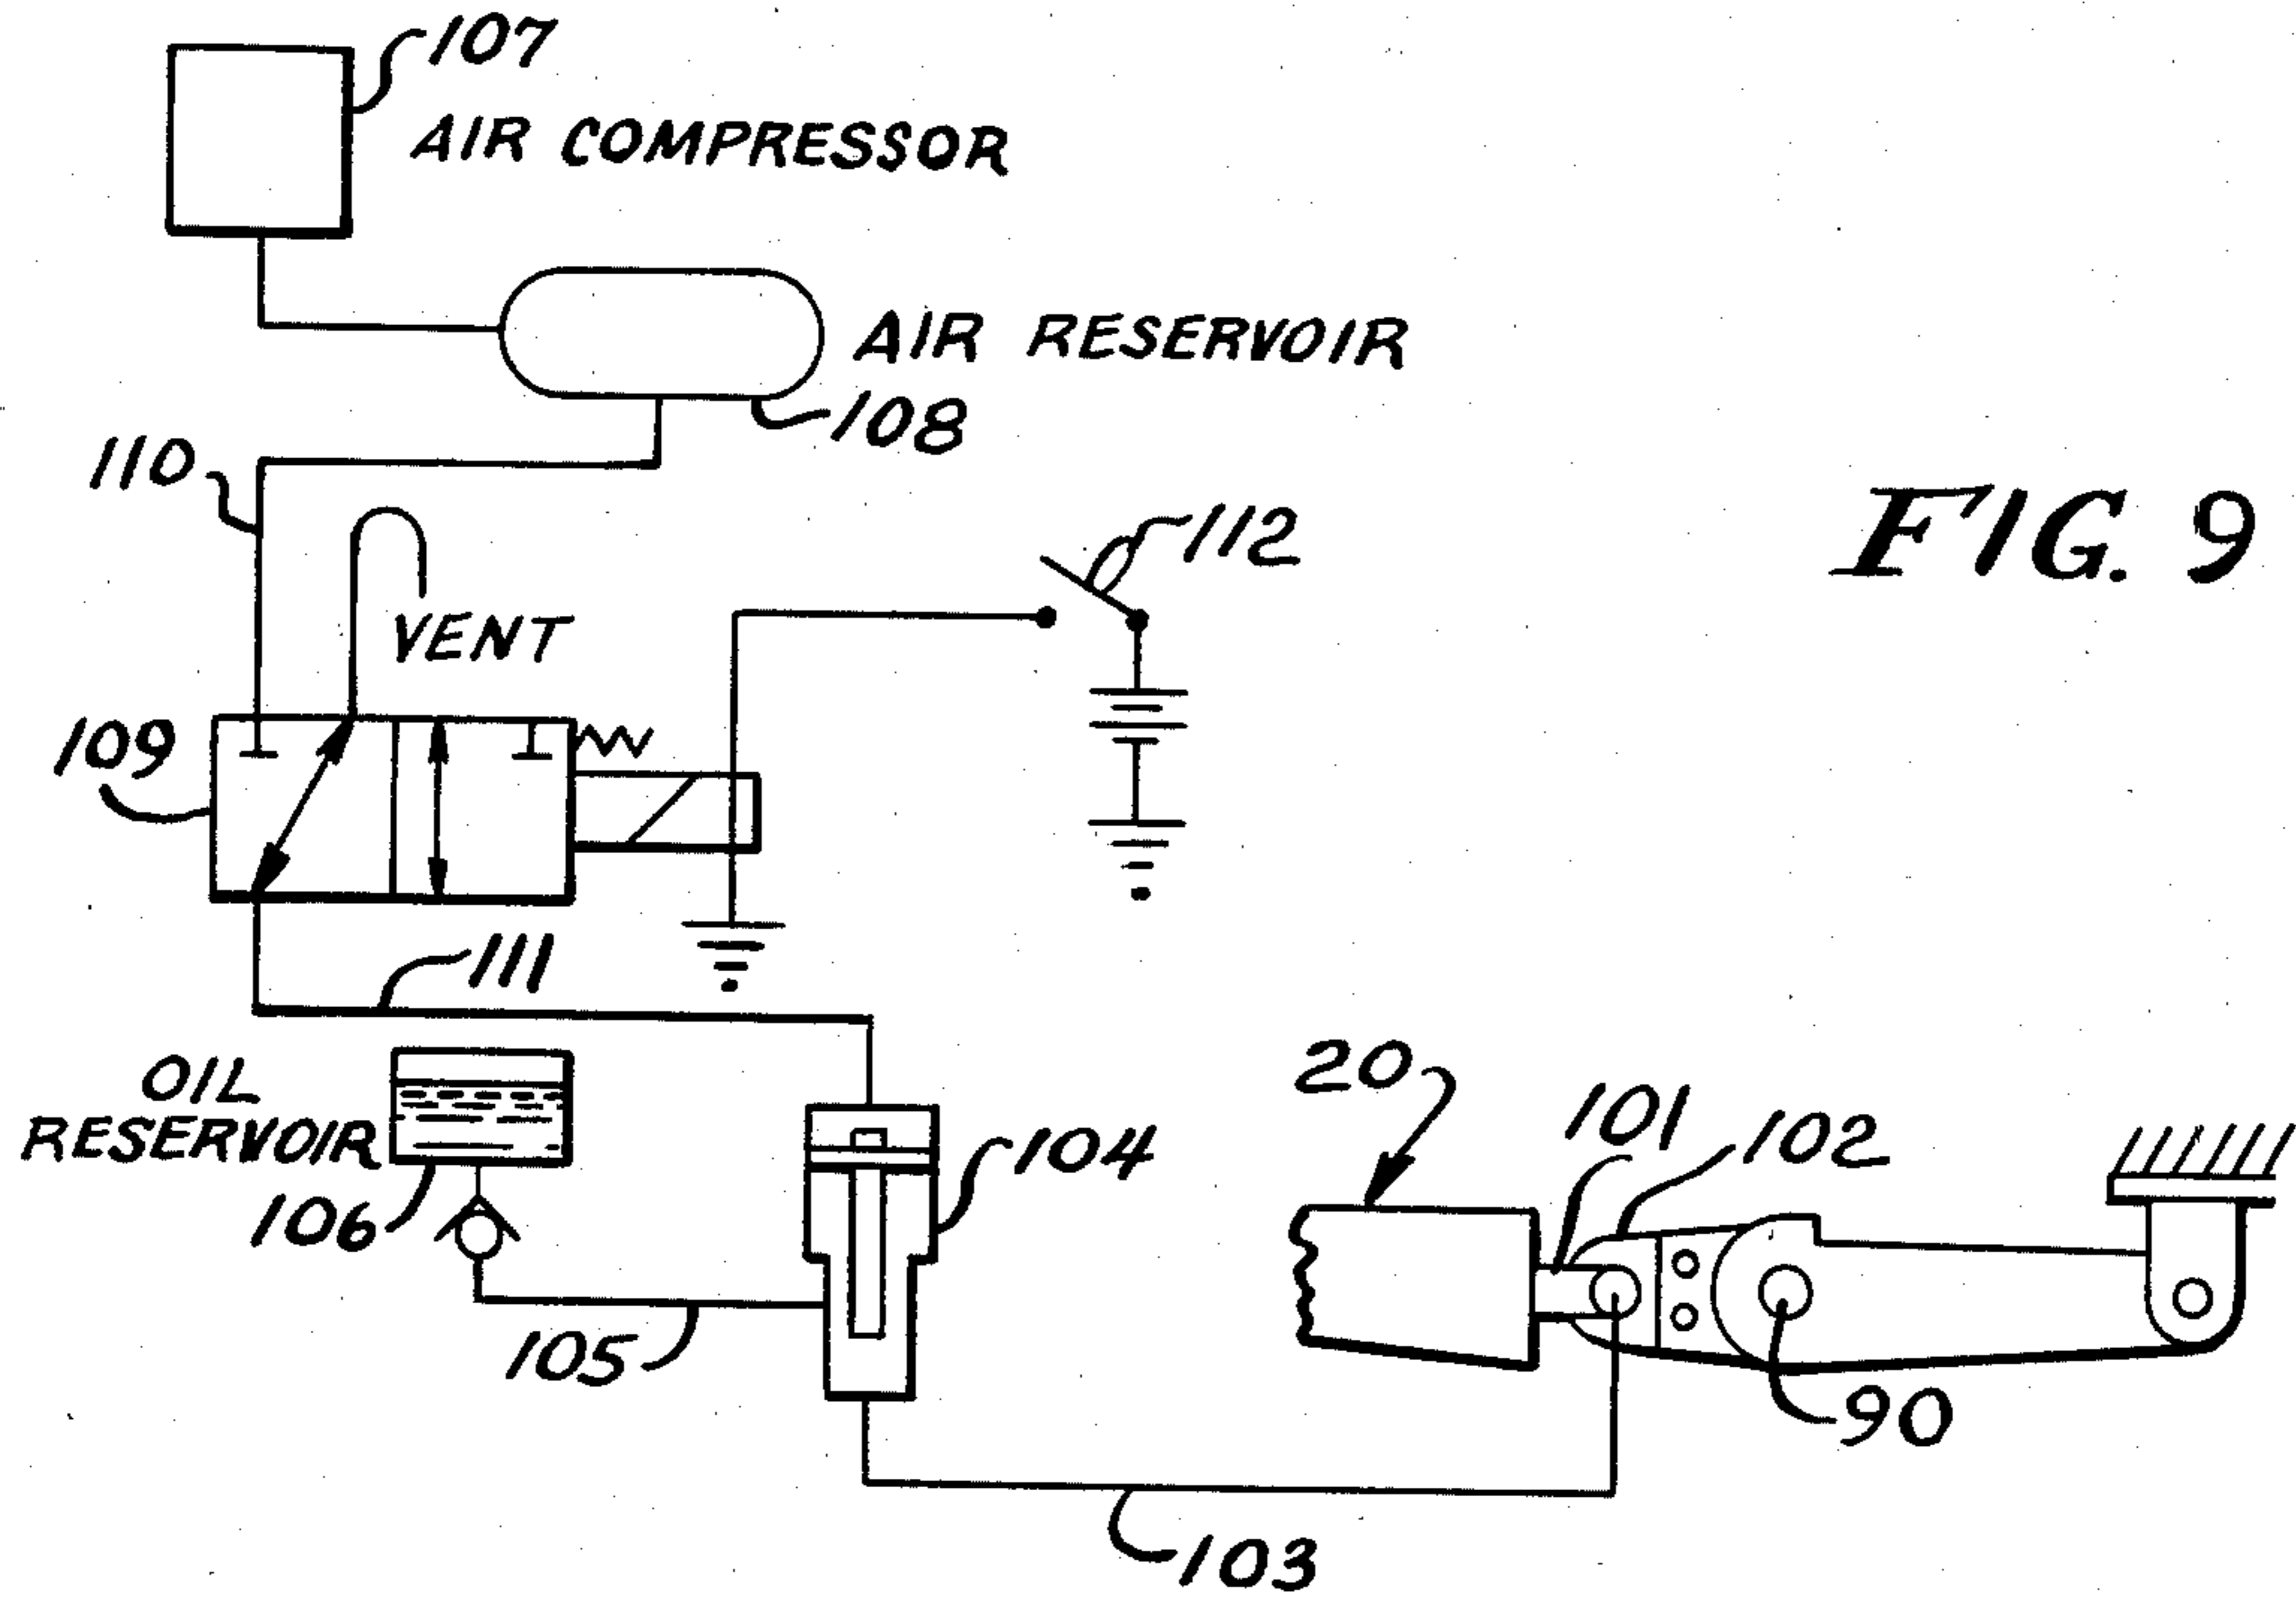 107
AIR COMPRESSOR
AIR RESERVOIR
108
110
112
FIG. 9
VENT
109
111
OIL
RESERVOIR
106
104
105
20
101
102
90
103